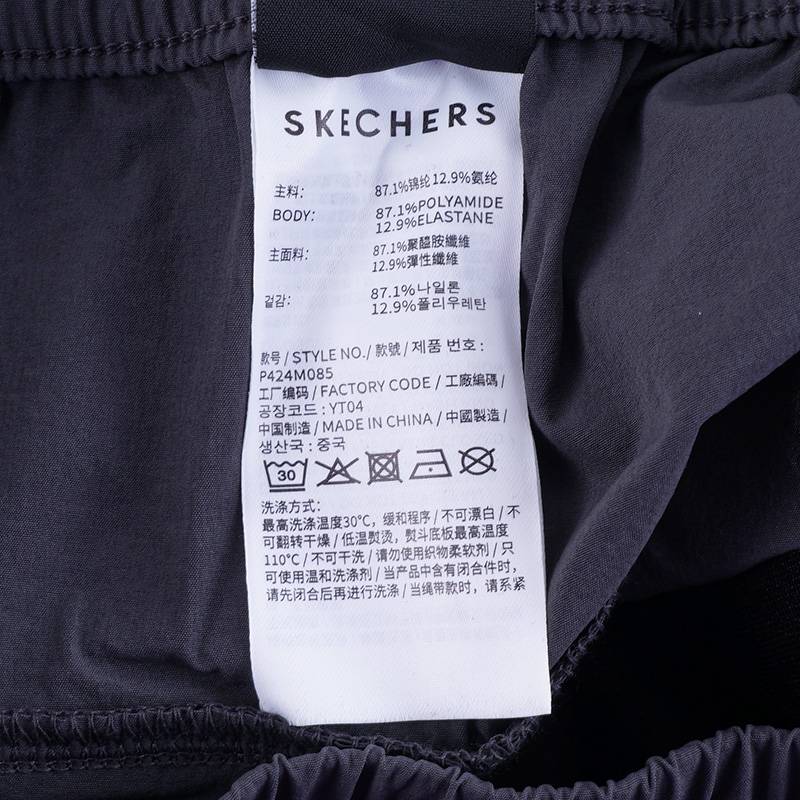 SKECHERS
主料: 87.1%锦纶 12.9%氨纶
BODY: 87.1%POLYAMIDE
12.9%ELASTANE
主面料: 87.1%聚醯胺纖維
12.9%彈性纖維
겉감: 87.1%나일론
12.9%폴리우레탄
款号 / STYLE NO. / 款號 / 제품 번호 :
P424M085
工厂编码 / FACTORY CODE / 工廠編碼 /
공장코드 : YT04
中国制造 / MADE IN CHINA / 中國製造 /
생산국 : 중국
30
洗涤方式:
最高洗涤温度30°C，缓和程序 / 不可漂白 / 不
可翻转干燥 / 低温熨烫，熨斗底板最高温度
110°C / 不可干洗 / 请勿使用织物柔软剂 / 只
可使用温和洗涤剂 / 当产品中含有闭合件时，
请先闭合后再进行洗涤 / 当绳带款时，请系紧